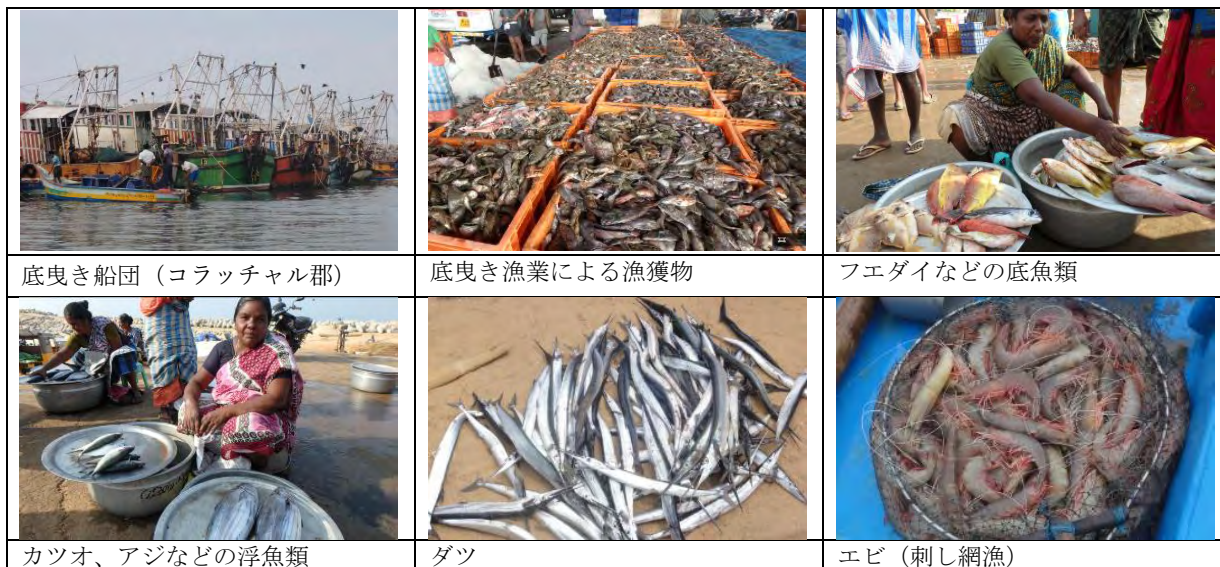 底曳き船団（コラッチャル郡）
底曳き漁業による漁獲物
フエダイなどの底魚類
カツオ、アジなどの浮魚類
ダツ
エビ（刺し網漁）